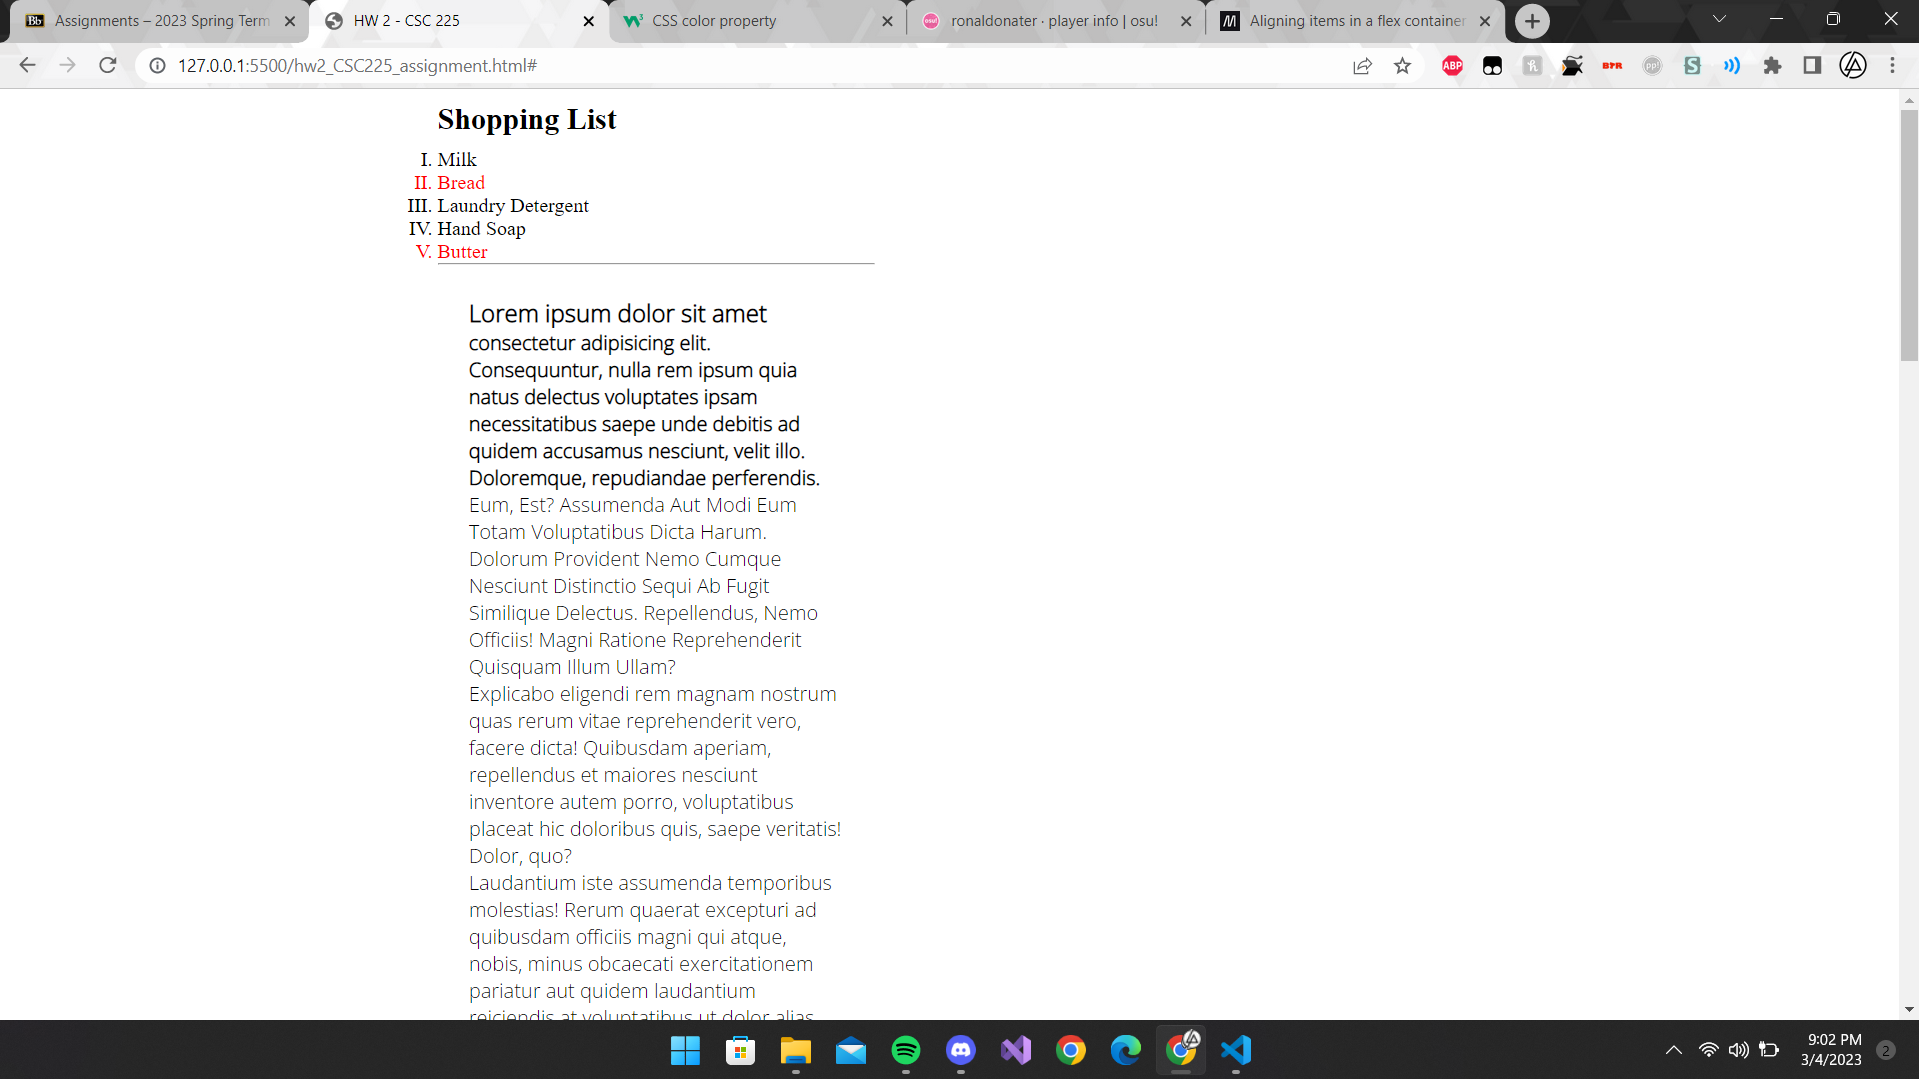 Assignments – 2023 Spring Term
HW 2 - CSC 225
CSS color property
ronaldonater · player info | osu!
Aligning items in a flex container
127.0.0.1:5500/hw2_CSC225_assignment.html#
Shopping List
I. Milk
II. Bread
III. Laundry Detergent
IV. Hand Soap
V. Butter
Lorem ipsum dolor sit amet
consectetur adipisicing elit.
Consequuntur, nulla rem ipsum quia
natus delectus voluptates ipsam
necessitatibus saepe unde debitis ad
quidem accusamus nesciunt, velit illo.
Doloremque, repudiandae perferendis.
Eum, Est? Assumenda Aut Modi Eum
Totam Voluptatibus Dicta Harum.
Dolorum Provident Nemo Cumque
Nesciunt Distinctio Sequi Ab Fugit
Similique Delectus. Repellendus, Nemo
Officiis! Magni Ratione Reprehenderit
Quisquam Illum Ullam?
Explicabo eligendi rem magnam nostrum
quas rerum vitae reprehenderit vero,
facere dicta! Quibusdam aperiam,
repellendus et maiores nesciunt
inventore autem porro, voluptatibus
placeat hic doloribus quis, saepe veritatis!
Dolor, quo?
Laudantium iste assumenda temporibus
molestias! Rerum quaerat excepturi ad
quibusdam officiis magni qui atque,
nobis, minus obcaecati exercitationem
pariatur aut quidem laudantium
reiciendis at voluptatibus ut dolor alias
9:02 PM
3/4/2023
2